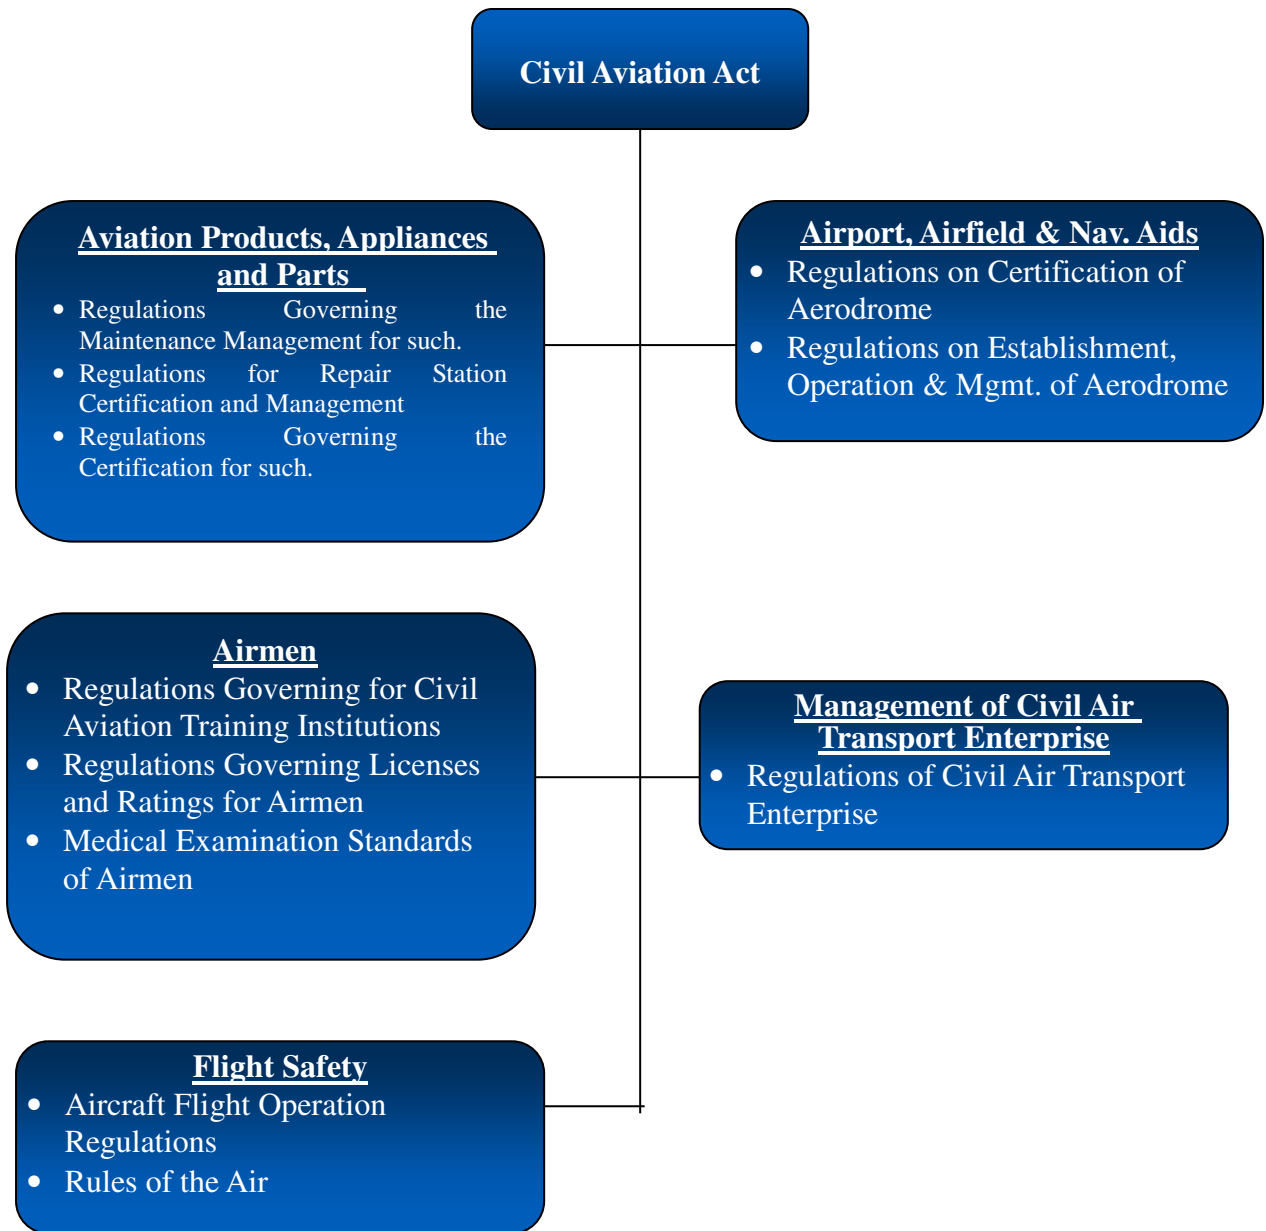 Civil Aviation Act
Aviation Products, Appliances
and Parts
• Regulations Governing the
Maintenance Management for such.
• Regulations for Repair Station
Certification and Management
• Regulations Governing the
Certification for such.
Airport, Airfield & Nav. Aids
• Regulations on Certification of
Aerodrome
• Regulations on Establishment,
Operation & Mgmt. of Aerodrome
Airmen
• Regulations Governing for Civil
Aviation Training Institutions
• Regulations Governing Licenses
and Ratings for Airmen
• Medical Examination Standards
of Airmen
Management of Civil Air
Transport Enterprise
• Regulations of Civil Air Transport
Enterprise
Flight Safety
• Aircraft Flight Operation
Regulations
• Rules of the Air